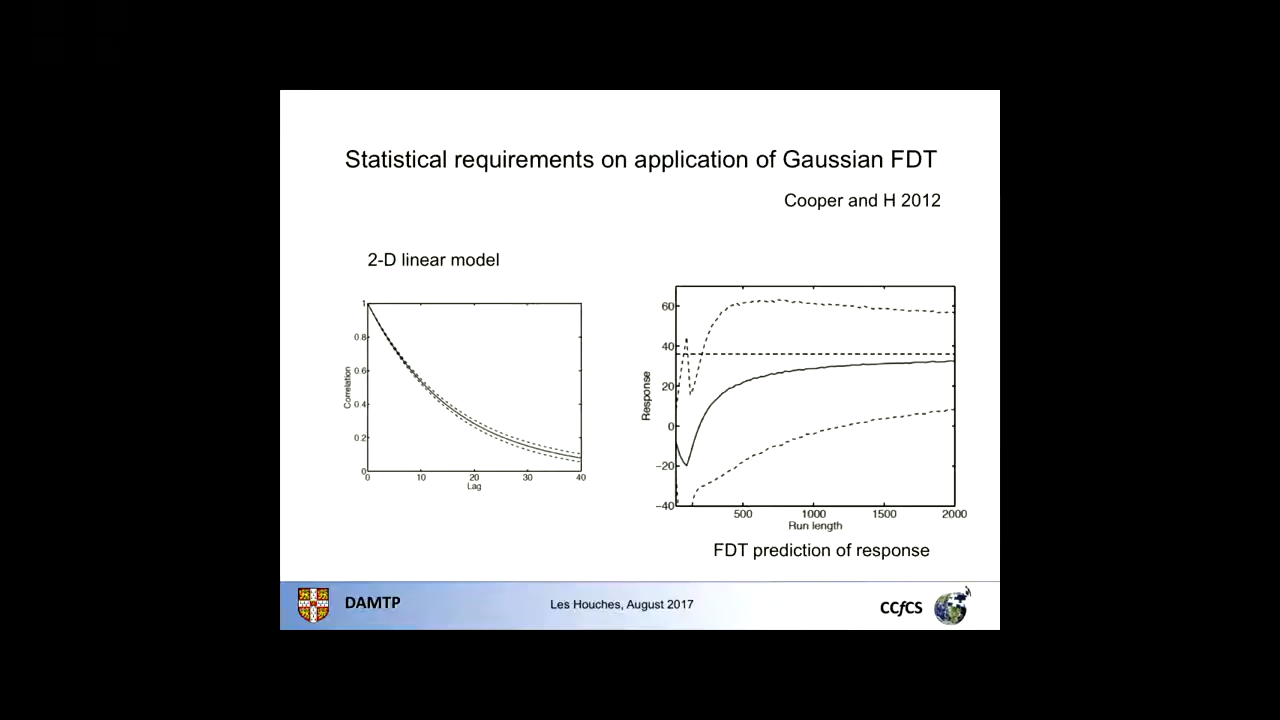 Statistical requirements on application of Gaussian FDT
Cooper and H 2012
2-D linear model
1
0.8
0.6
0.4
0.2
0
Correlation
0 10 20 30 40
Lag
60
40
20
0
−20
−40
Response
500 1000 1500 2000
Run length
FDT prediction of response
DAMTP
Les Houches, August 2017
CCfCS